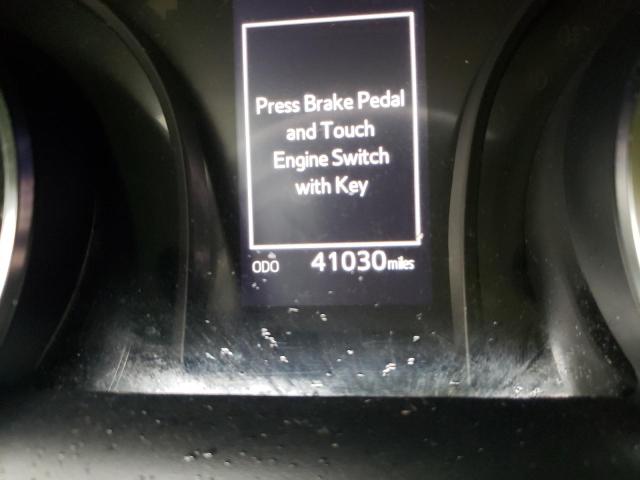 Press Brake Pedal
and Touch
Engine Switch
with Key
ODO 41030 miles